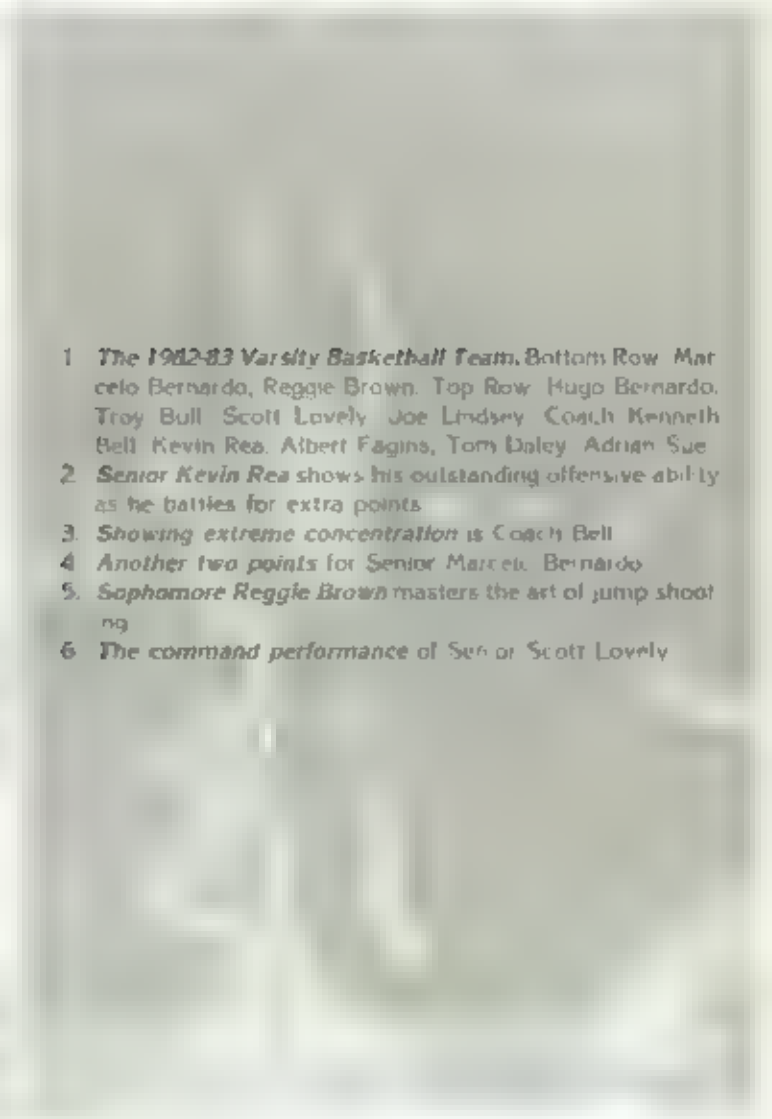 1 The 1982-83 Varsity Basketball Team. Bottom Row Mar
celo Bernardo, Reggie Brown. Top Row Hugo Bernardo,
Troy Bull Scott Lovely Joe Lindsey Coach Kenneth
Bell Kevin Rea, Albert Fagins, Tom Daley Adrian Sue
2 Senior Kevin Rea shows his outstanding offensive ability
as he battles for extra points
3. Showing extreme concentration is Coach Bell
4 Another two points for Senior Marcelo Bernardo
5. Sophomore Reggie Brown masters the art of jump shoot
ing
6 The command performance of Senior Scott Lovely